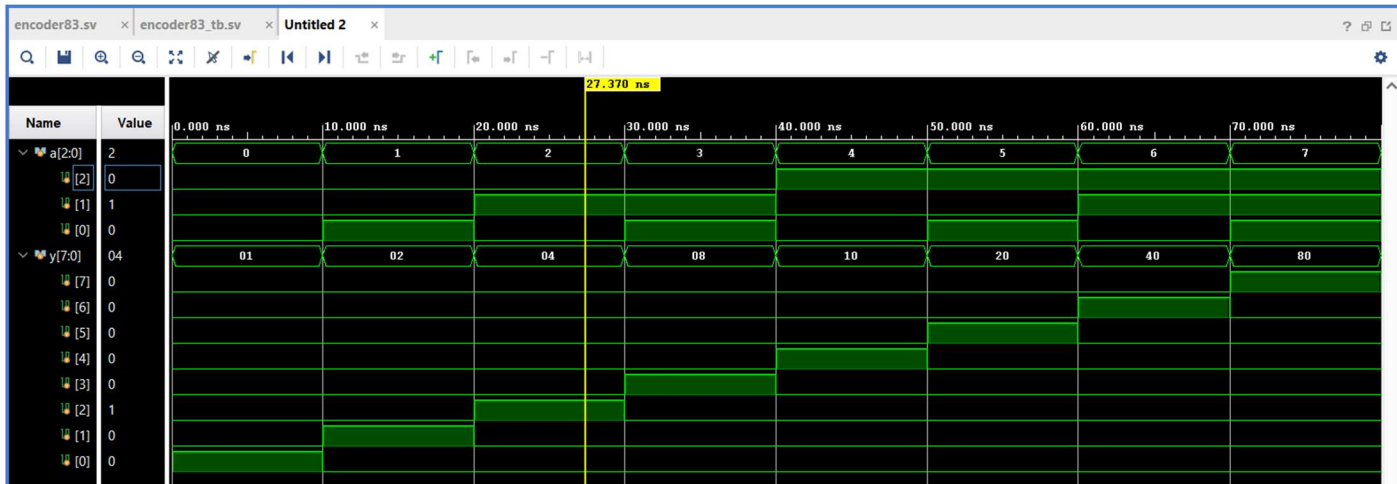 encoder83.sv × encoder83_tb.sv × Untitled 2 ×
?
27.370 ns
Name Value 0.000 ns 10.000 ns 20.000 ns 30.000 ns 40.000 ns 50.000 ns 60.000 ns 70.000 ns
a[2:0] 2 0 1 2 3 4 5 6 7
[2] 0
[1] 1
[0] 0
y[7:0] 04 01 02 04 08 10 20 40 80
[7] 0
[6] 0
[5] 0
[4] 0
[3] 0
[2] 1
[1] 0
[0] 0